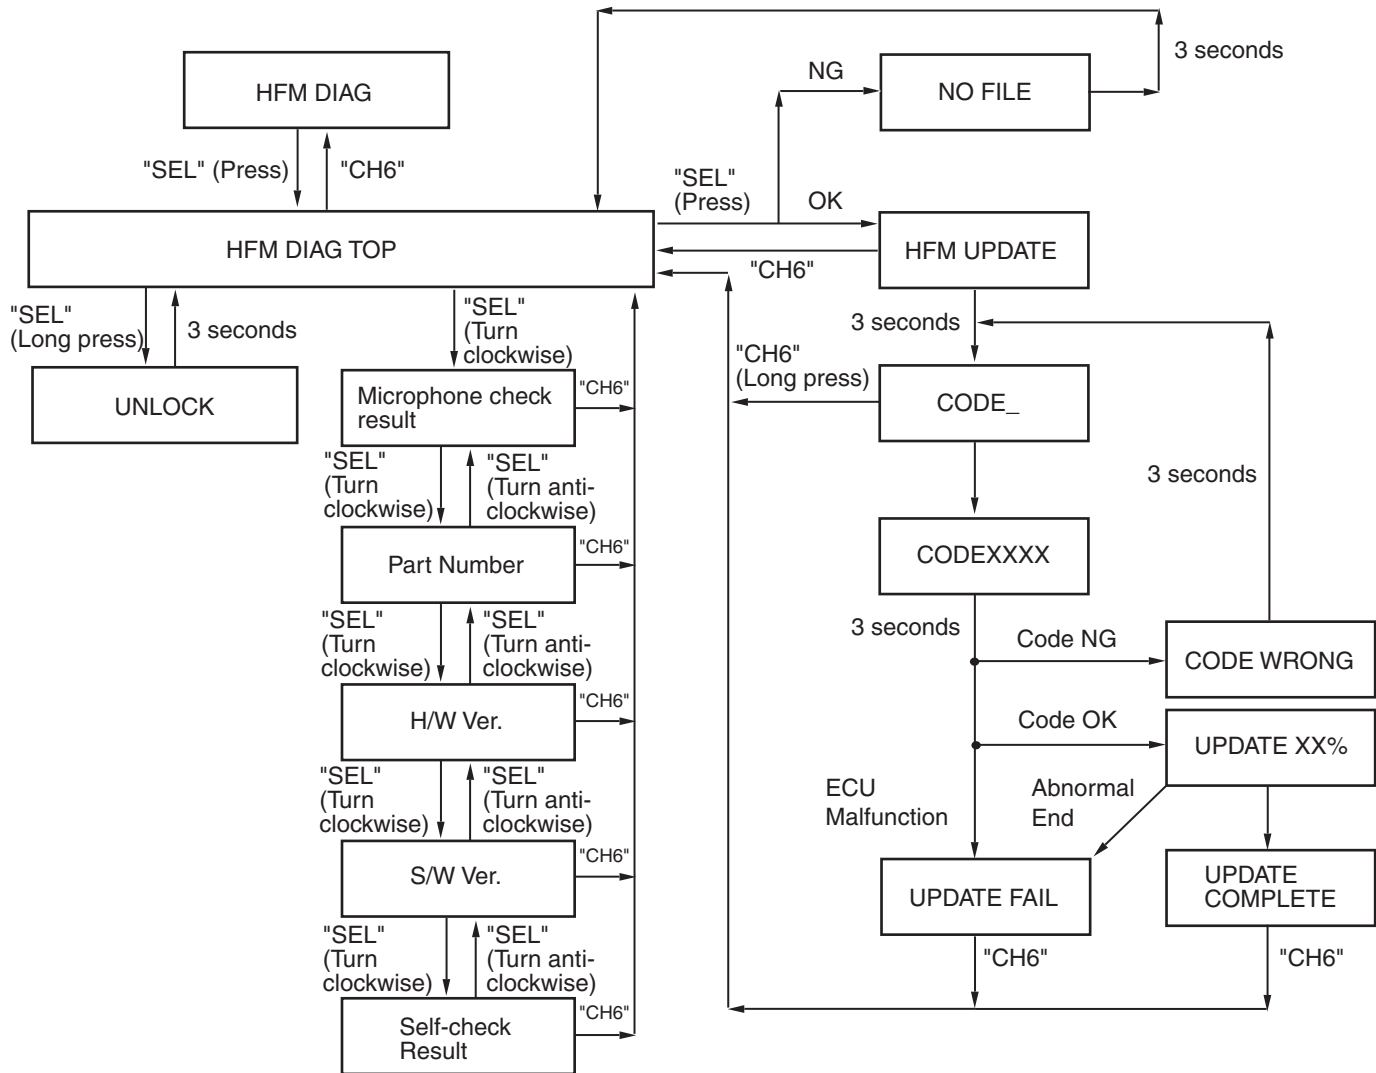 3 seconds
HFM DIAG
NG
NO FILE
"SEL" (Press)
"CH6"
"SEL"
(Press)
OK
HFM DIAG TOP
HFM UPDATE
"CH6"
"SEL"
(Long press)
3 seconds
"SEL"
(Turn
clockwise)
3 seconds
"CH6"
(Long press)
UNLOCK
Microphone check
result
"CH6"
CODE_
"SEL"
(Turn
clockwise)
"SEL"
(Turn anti-
clockwise)
3 seconds
Part Number
"CH6"
CODEXXXX
"SEL"
(Turn
clockwise)
"SEL"
(Turn anti-
clockwise)
3 seconds
Code NG
CODE WRONG
H/W Ver.
"CH6"
Code OK
UPDATE XX%
"SEL"
(Turn
clockwise)
"SEL"
(Turn anti-
clockwise)
ECU
Malfunction
Abnormal
End
S/W Ver.
"CH6"
UPDATE FAIL
UPDATE
COMPLETE
"SEL"
(Turn
clockwise)
"SEL"
(Turn anti-
clockwise)
"CH6"
"CH6"
Self-check
Result
"CH6"